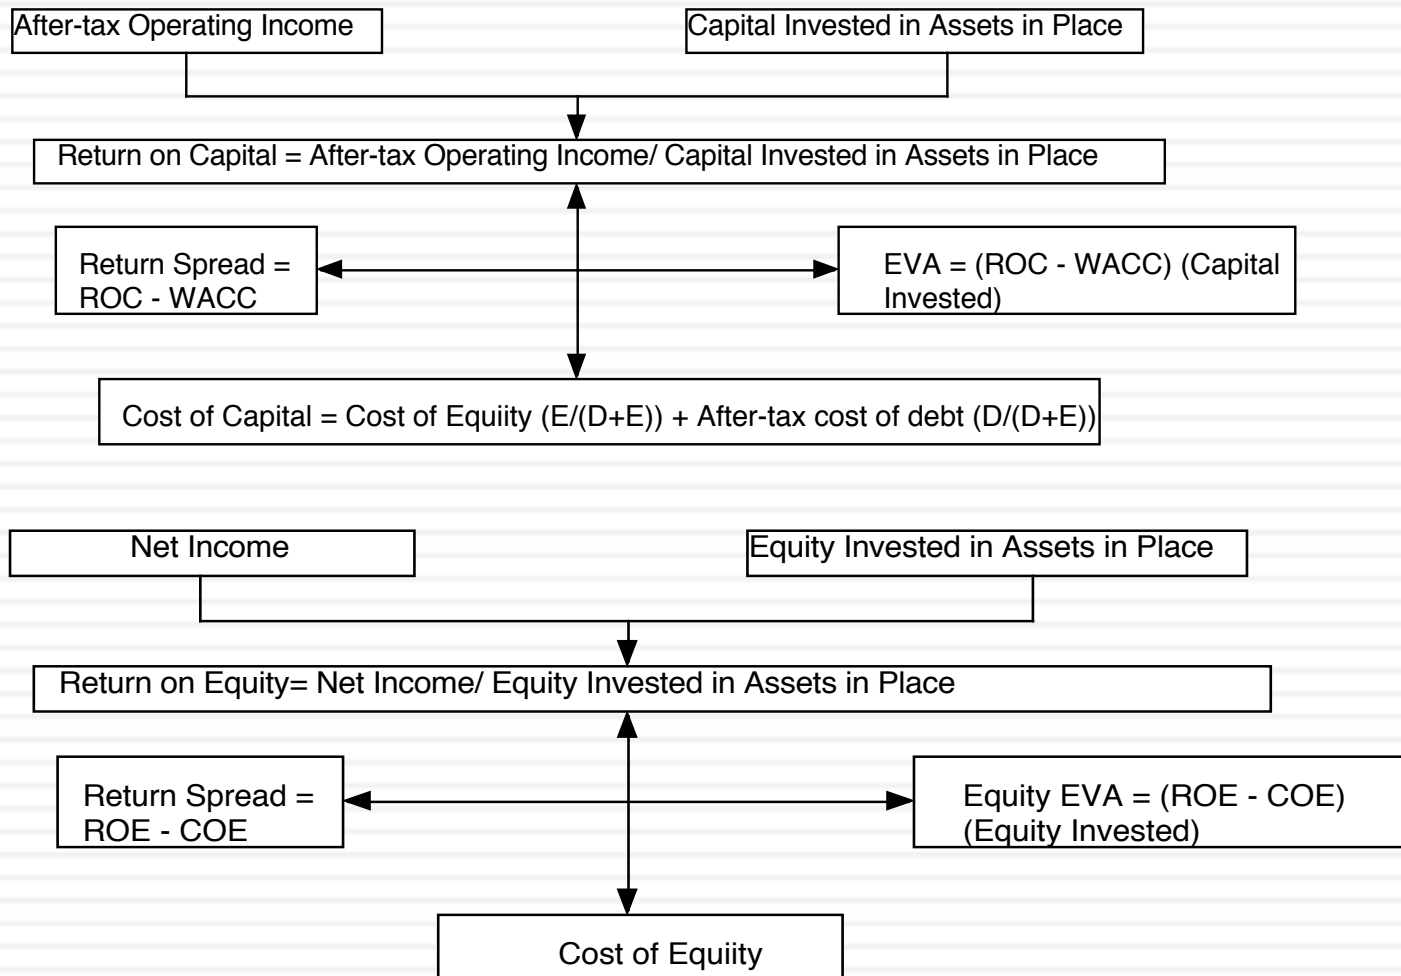 After-tax Operating Income
Capital Invested in Assets in Place
Return on Capital = After-tax Operating Income/ Capital Invested in Assets in Place
Return Spread =
ROC - WACC
EVA = (ROC - WACC) (Capital
Invested)
Cost of Capital = Cost of Equiity (E/(D+E)) + After-tax cost of debt (D/(D+E))
Net Income
Equity Invested in Assets in Place
Return on Equity= Net Income/ Equity Invested in Assets in Place
Return Spread =
ROE - COE
Equity EVA = (ROE - COE)
(Equity Invested)
Cost of Equiity